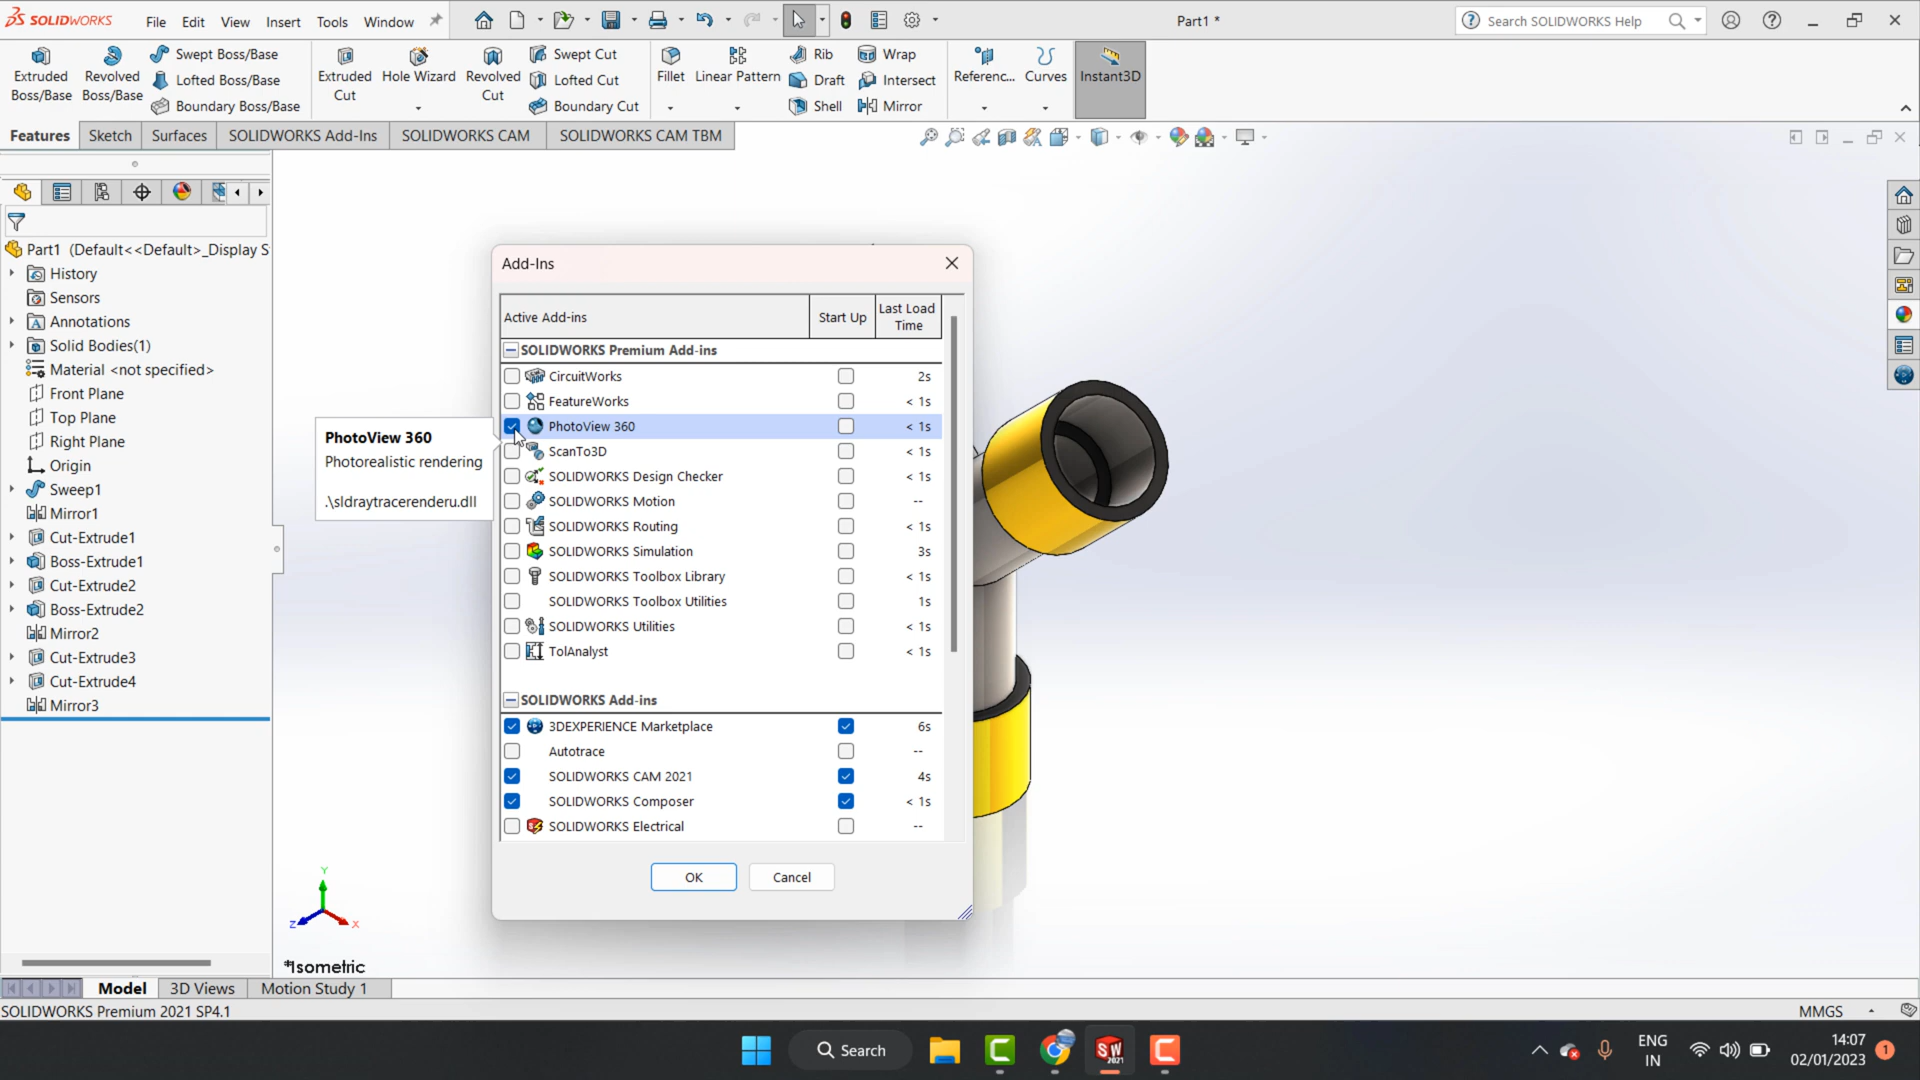 SOLIDWORKS File Edit View Insert Tools Window Part1 * Search SOLIDWORKS Help
Extruded Boss/Base
Revolved Boss/Base
Swept Boss/Base
Lofted Boss/Base
Boundary Boss/Base
Extruded Cut
Hole Wizard
Revolved Cut
Swept Cut
Lofted Cut
Boundary Cut
Fillet
Linear Pattern
Rib
Draft
Shell
Wrap
Intersect
Mirror
Referenc...
Curves
Instant3D
Features Sketch Surfaces SOLIDWORKS Add-Ins SOLIDWORKS CAM SOLIDWORKS CAM TBM
Part1 (Default<<Default>_Display S
History
Sensors
Annotations
Solid Bodies(1)
Material <not specified>
Front Plane
Top Plane
Right Plane
Origin
Sweep1
Mirror1
Cut-Extrude1
Boss-Extrude1
Cut-Extrude2
Boss-Extrude2
Mirror2
Cut-Extrude3
Cut-Extrude4
Mirror3
PhotoView 360
Photorealistic rendering
.\sldraytracerenderu.dll
Add-Ins
Active Add-ins Start Up Last Load Time
SOLIDWORKS Premium Add-ins
CircuitWorks 2s
FeatureWorks < 1s
PhotoView 360 < 1s
ScanTo3D < 1s
SOLIDWORKS Design Checker < 1s
SOLIDWORKS Motion --
SOLIDWORKS Routing < 1s
SOLIDWORKS Simulation 3s
SOLIDWORKS Toolbox Library < 1s
SOLIDWORKS Toolbox Utilities 1s
SOLIDWORKS Utilities < 1s
TolAnalyst < 1s
SOLIDWORKS Add-ins
3DEXPERIENCE Marketplace 6s
Autotrace --
SOLIDWORKS CAM 2021 4s
SOLIDWORKS Composer < 1s
SOLIDWORKS Electrical --
OK Cancel
Y
Z X
*Isometric
Model 3D Views Motion Study 1
SOLIDWORKS Premium 2021 SP4.1 MMGS
Search
SW
2021
ENG
IN
14:07
02/01/2023
1